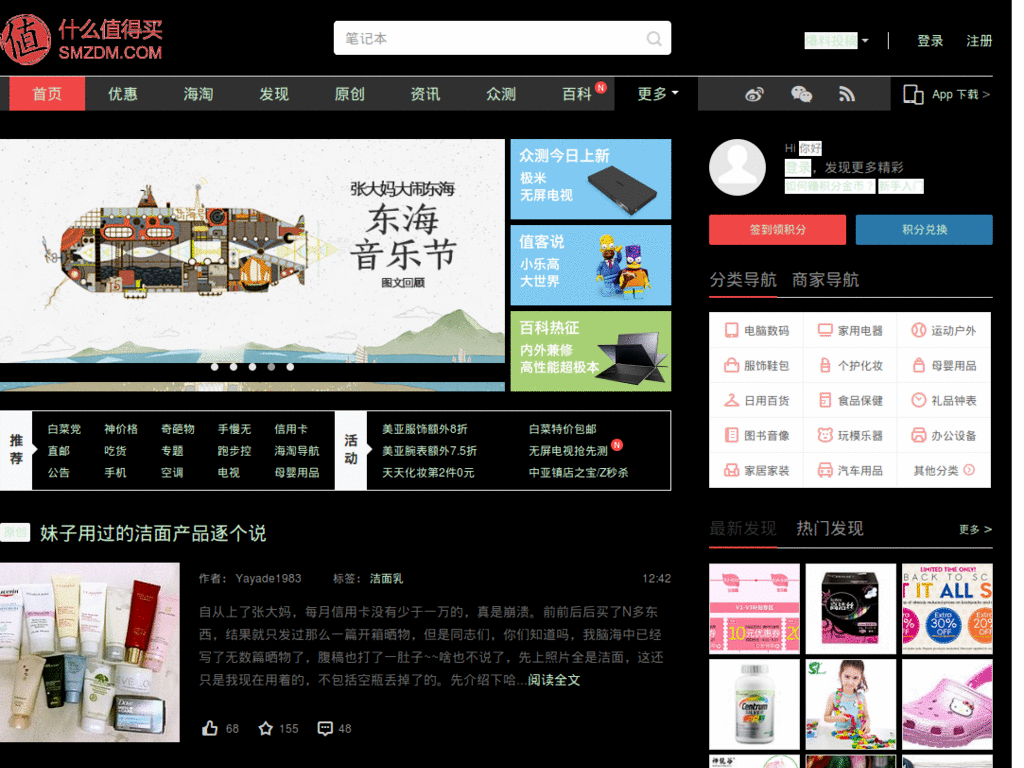 值 什么值得买
SMZDM.COM
笔记本
爆料投稿
登录 注册
首页 优惠 海淘 发现 原创 资讯 众测 百科 N 更多
App 下载 >
张大妈大闹东海
东海
音乐节
图文回顾
众测今日上新
极米
无屏电视
值客说
小乐高
大世界
百科热征
内外兼修
高性能超极本
Hi 你好
登录，发现更多精彩
如何赚积分金币？ 新手入门
签到领积分 积分兑换
分类导航 商家导航
电脑数码 家用电器 运动户外
服饰鞋包 个护化妆 母婴用品
日用百货 食品保健 礼品钟表
图书音像 玩模乐器 办公设备
家居家装 汽车用品 其他分类
推荐
白菜党 神价格 奇葩物 手慢无 信用卡
直邮 吃货 专题 跑步控 海淘导航
公告 手机 空调 电视 母婴用品
活动
美亚服饰额外8折 白菜特价包邮
美亚腕表额外7.5折 无屏电视抢先测 N
天天化妆第2件0元 中亚镇店之宝/Z秒杀
原创 妹子用过的洁面产品逐个说
作者： Yayade1983 标签： 洁面乳 12:42
自从上了张大妈，每月信用卡没有少于一万的，真是崩溃。前前后后买了N多东
西，结果就只发过那么一篇开箱晒物，但是同志们，你们知道吗，我脑海中已经
写了无数篇晒物了，腹稿也打了一肚子~~啥也不说了，先上照片全是洁面，这还
只是我现在用着的，不包括空瓶丢掉了的。先介绍下哈...阅读全文
68 155 48
最新发现 热门发现 更多 >
10元优惠券
高洁丝
LIMITED TIME ONLY!
BACK TO SC
IT ALL S
Extra
30%
OFF
Extra
20%
OFF
Centrum
SILVER
Dove